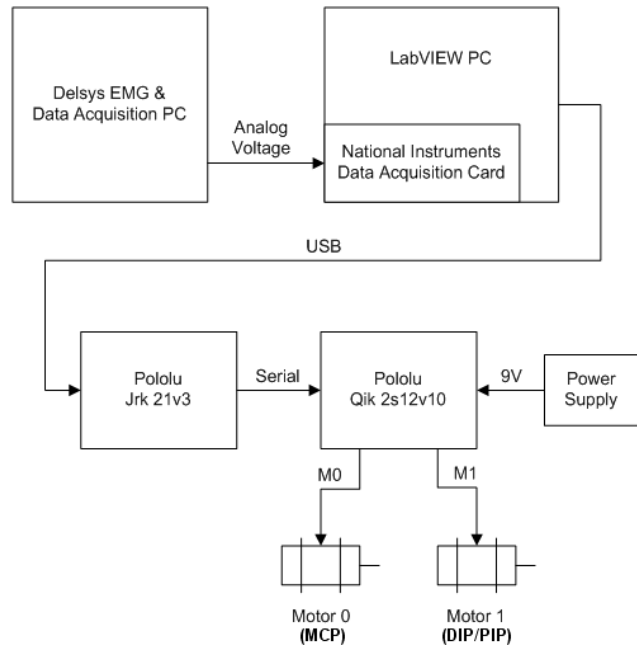 Delsys EMG &
Data Acquisition PC
Analog
Voltage
LabVIEW PC
National Instruments
Data Acquisition Card
USB
Pololu
Jrk 21v3
Serial
Pololu
Qik 2s12v10
9V
Power
Supply
M0
M1
Motor 0
(MCP)
Motor 1
(DIP/PIP)